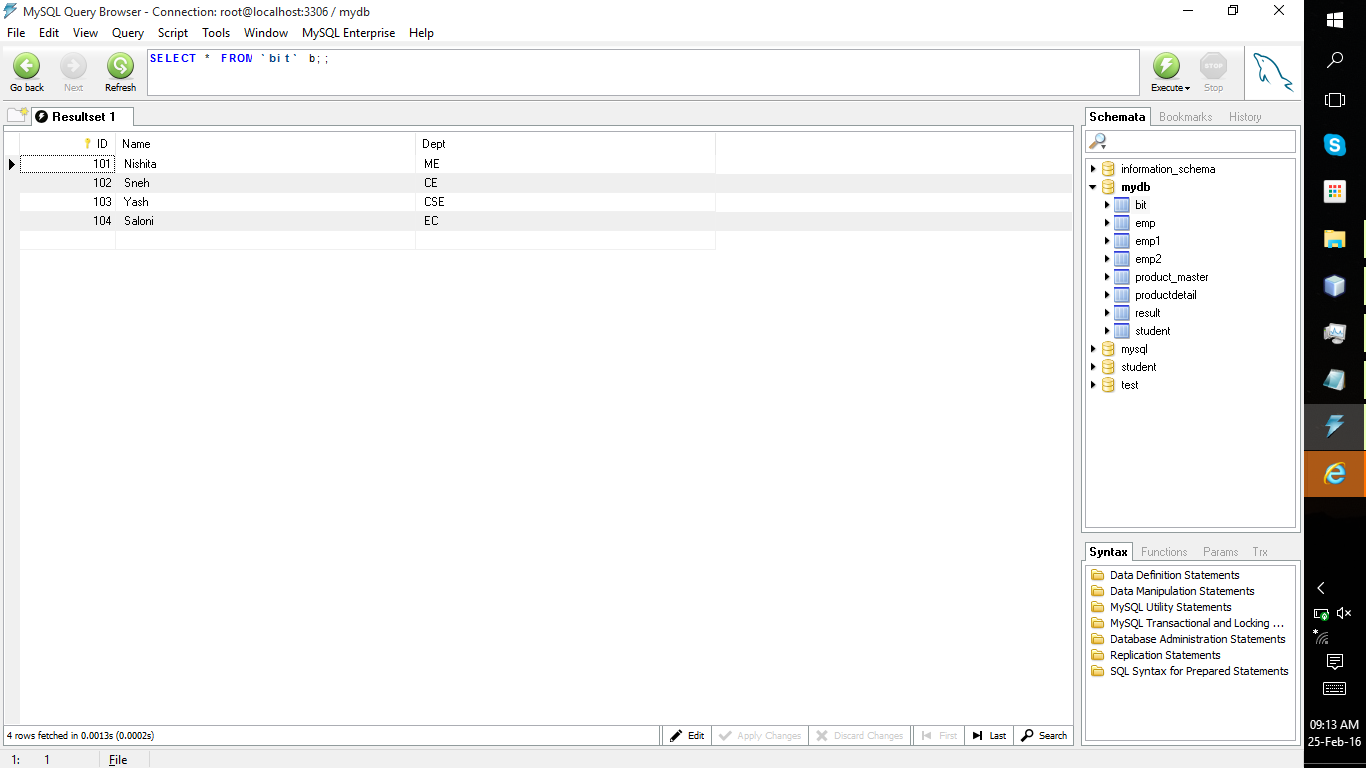 MySQL Query Browser - Connection: root@localhost:3306 / mydb
File Edit View Query Script Tools Window MySQL Enterprise Help
SELECT * FROM `bit` b;;
Go back Next Refresh Execute Stop
STOP
Resultset 1
ID Name Dept
101 Nishita ME
102 Sneh CE
103 Yash CSE
104 Saloni EC
Schemata Bookmarks History
information_schema
mydb
bit
emp
emp1
emp2
product_master
productdetail
result
student
mysql
student
test
Syntax Functions Params Trx
Data Definition Statements
Data Manipulation Statements
MySQL Utility Statements
MySQL Transactional and Locking ...
Database Administration Statements
Replication Statements
SQL Syntax for Prepared Statements
4 rows fetched in 0.0013s (0.0002s) Edit Apply Changes Discard Changes First Last Search
1: 1 File
09:13 AM
25-Feb-16